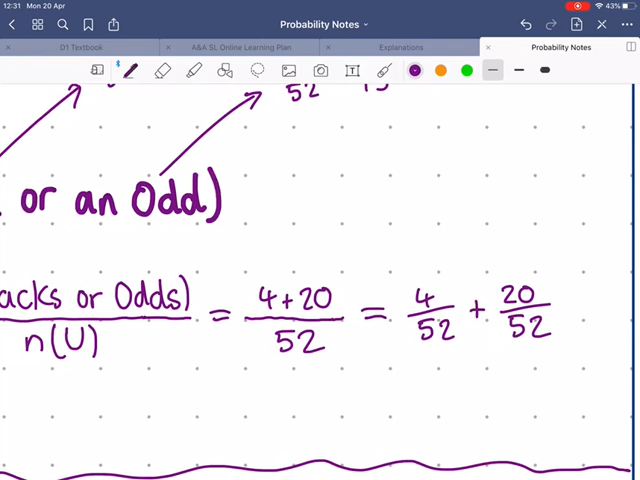 12:31 Mon 20 Apr
43%
Probability Notes
D1 Textbook
A&A SL Online Learning Plan
Explanations
Probability Notes
52
or an Odd)
acks or Odds) / n(U) = 4+20 / 52 = 4/52 + 20/52